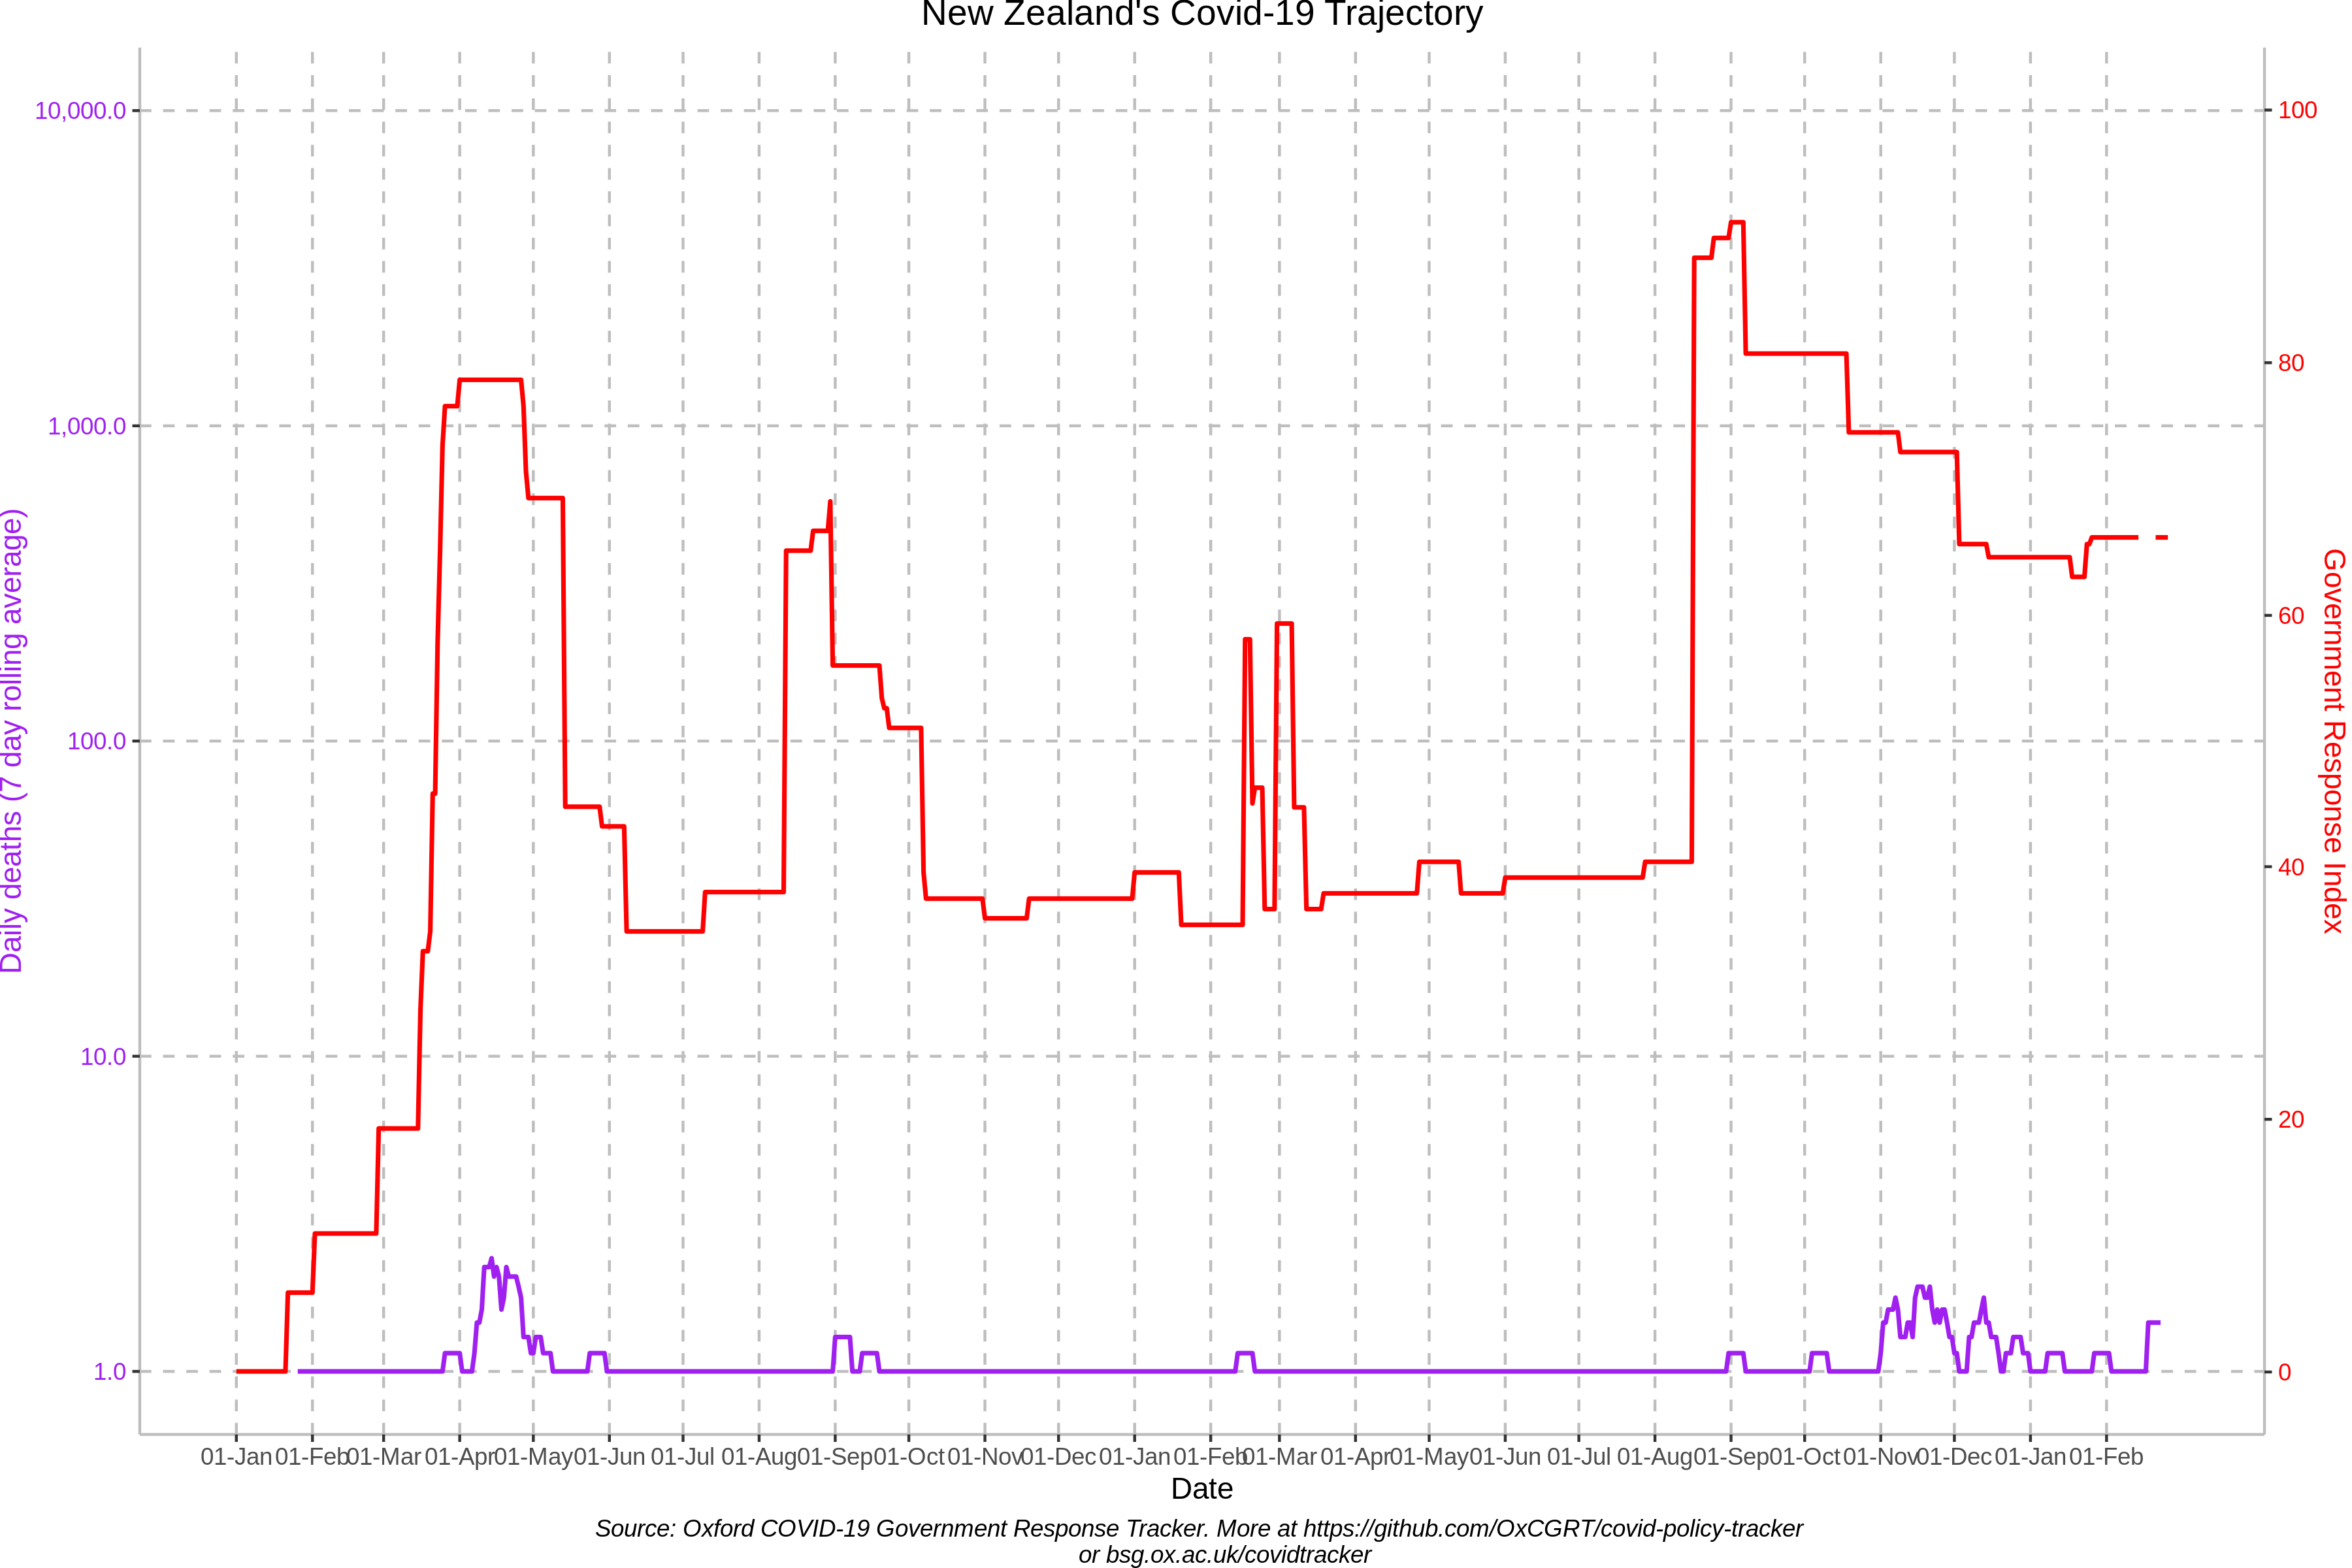 New Zealand's Covid-19 Trajectory
10,000.0
1,000.0
100.0
10.0
1.0
Daily deaths (7 day rolling average)
100
80
60
40
20
0
Government Response Index
01-Jan 01-Feb 01-Mar 01-Apr 01-May 01-Jun 01-Jul 01-Aug 01-Sep 01-Oct 01-Nov 01-Dec 01-Jan 01-Feb 01-Mar 01-Apr 01-May 01-Jun 01-Jul 01-Aug 01-Sep 01-Oct 01-Nov 01-Dec 01-Jan 01-Feb
Date
Source: Oxford COVID-19 Government Response Tracker. More at https://github.com/OxCGRT/covid-policy-tracker
or bsg.ox.ac.uk/covidtracker